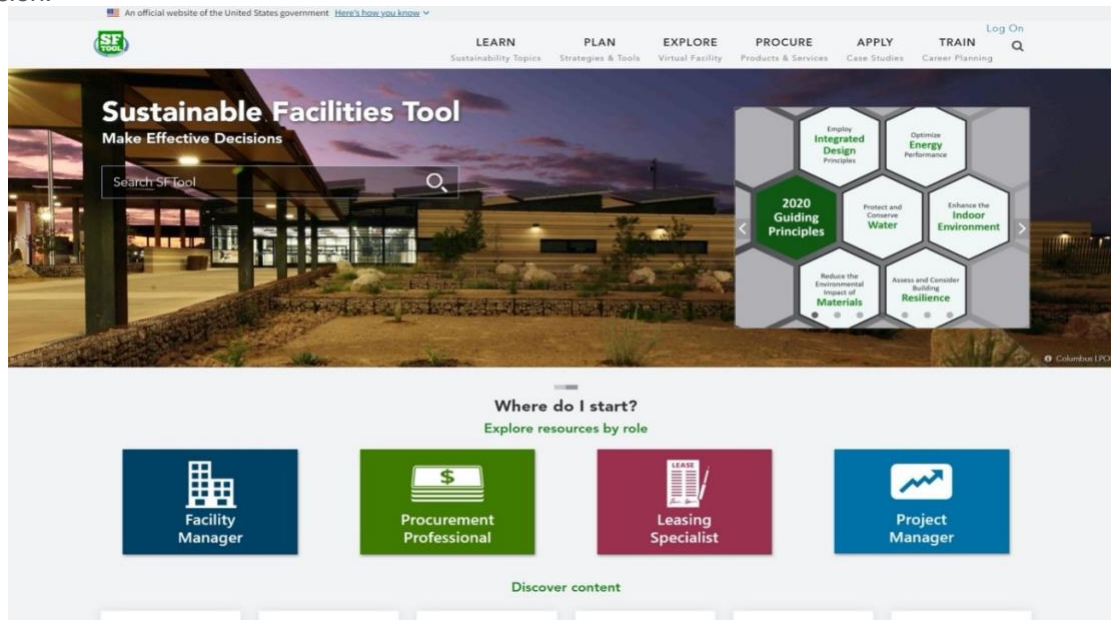 An official website of the United States government Here's how you know
Log On
SF
TOOL
LEARN PLAN EXPLORE PROCURE APPLY TRAIN
Sustainability Topics Strategies & Tools Virtual Facility Products & Services Case Studies Career Planning
Sustainable Facilities Tool
Make Effective Decisions
Search SFTool
Employ
Integrated
Design
Principles
Optimize
Energy
Performance
2020
Guiding
Principles
Protect and
Conserve
Water
Enhance the
Indoor
Environment
Reduce the
Environmental
Impact of
Materials
Assess and Consider
Building
Resilience
Columbus LPO
Where do I start?
Explore resources by role
Facility
Manager
$
Procurement
Professional
LEASE
Leasing
Specialist
Project
Manager
Discover content